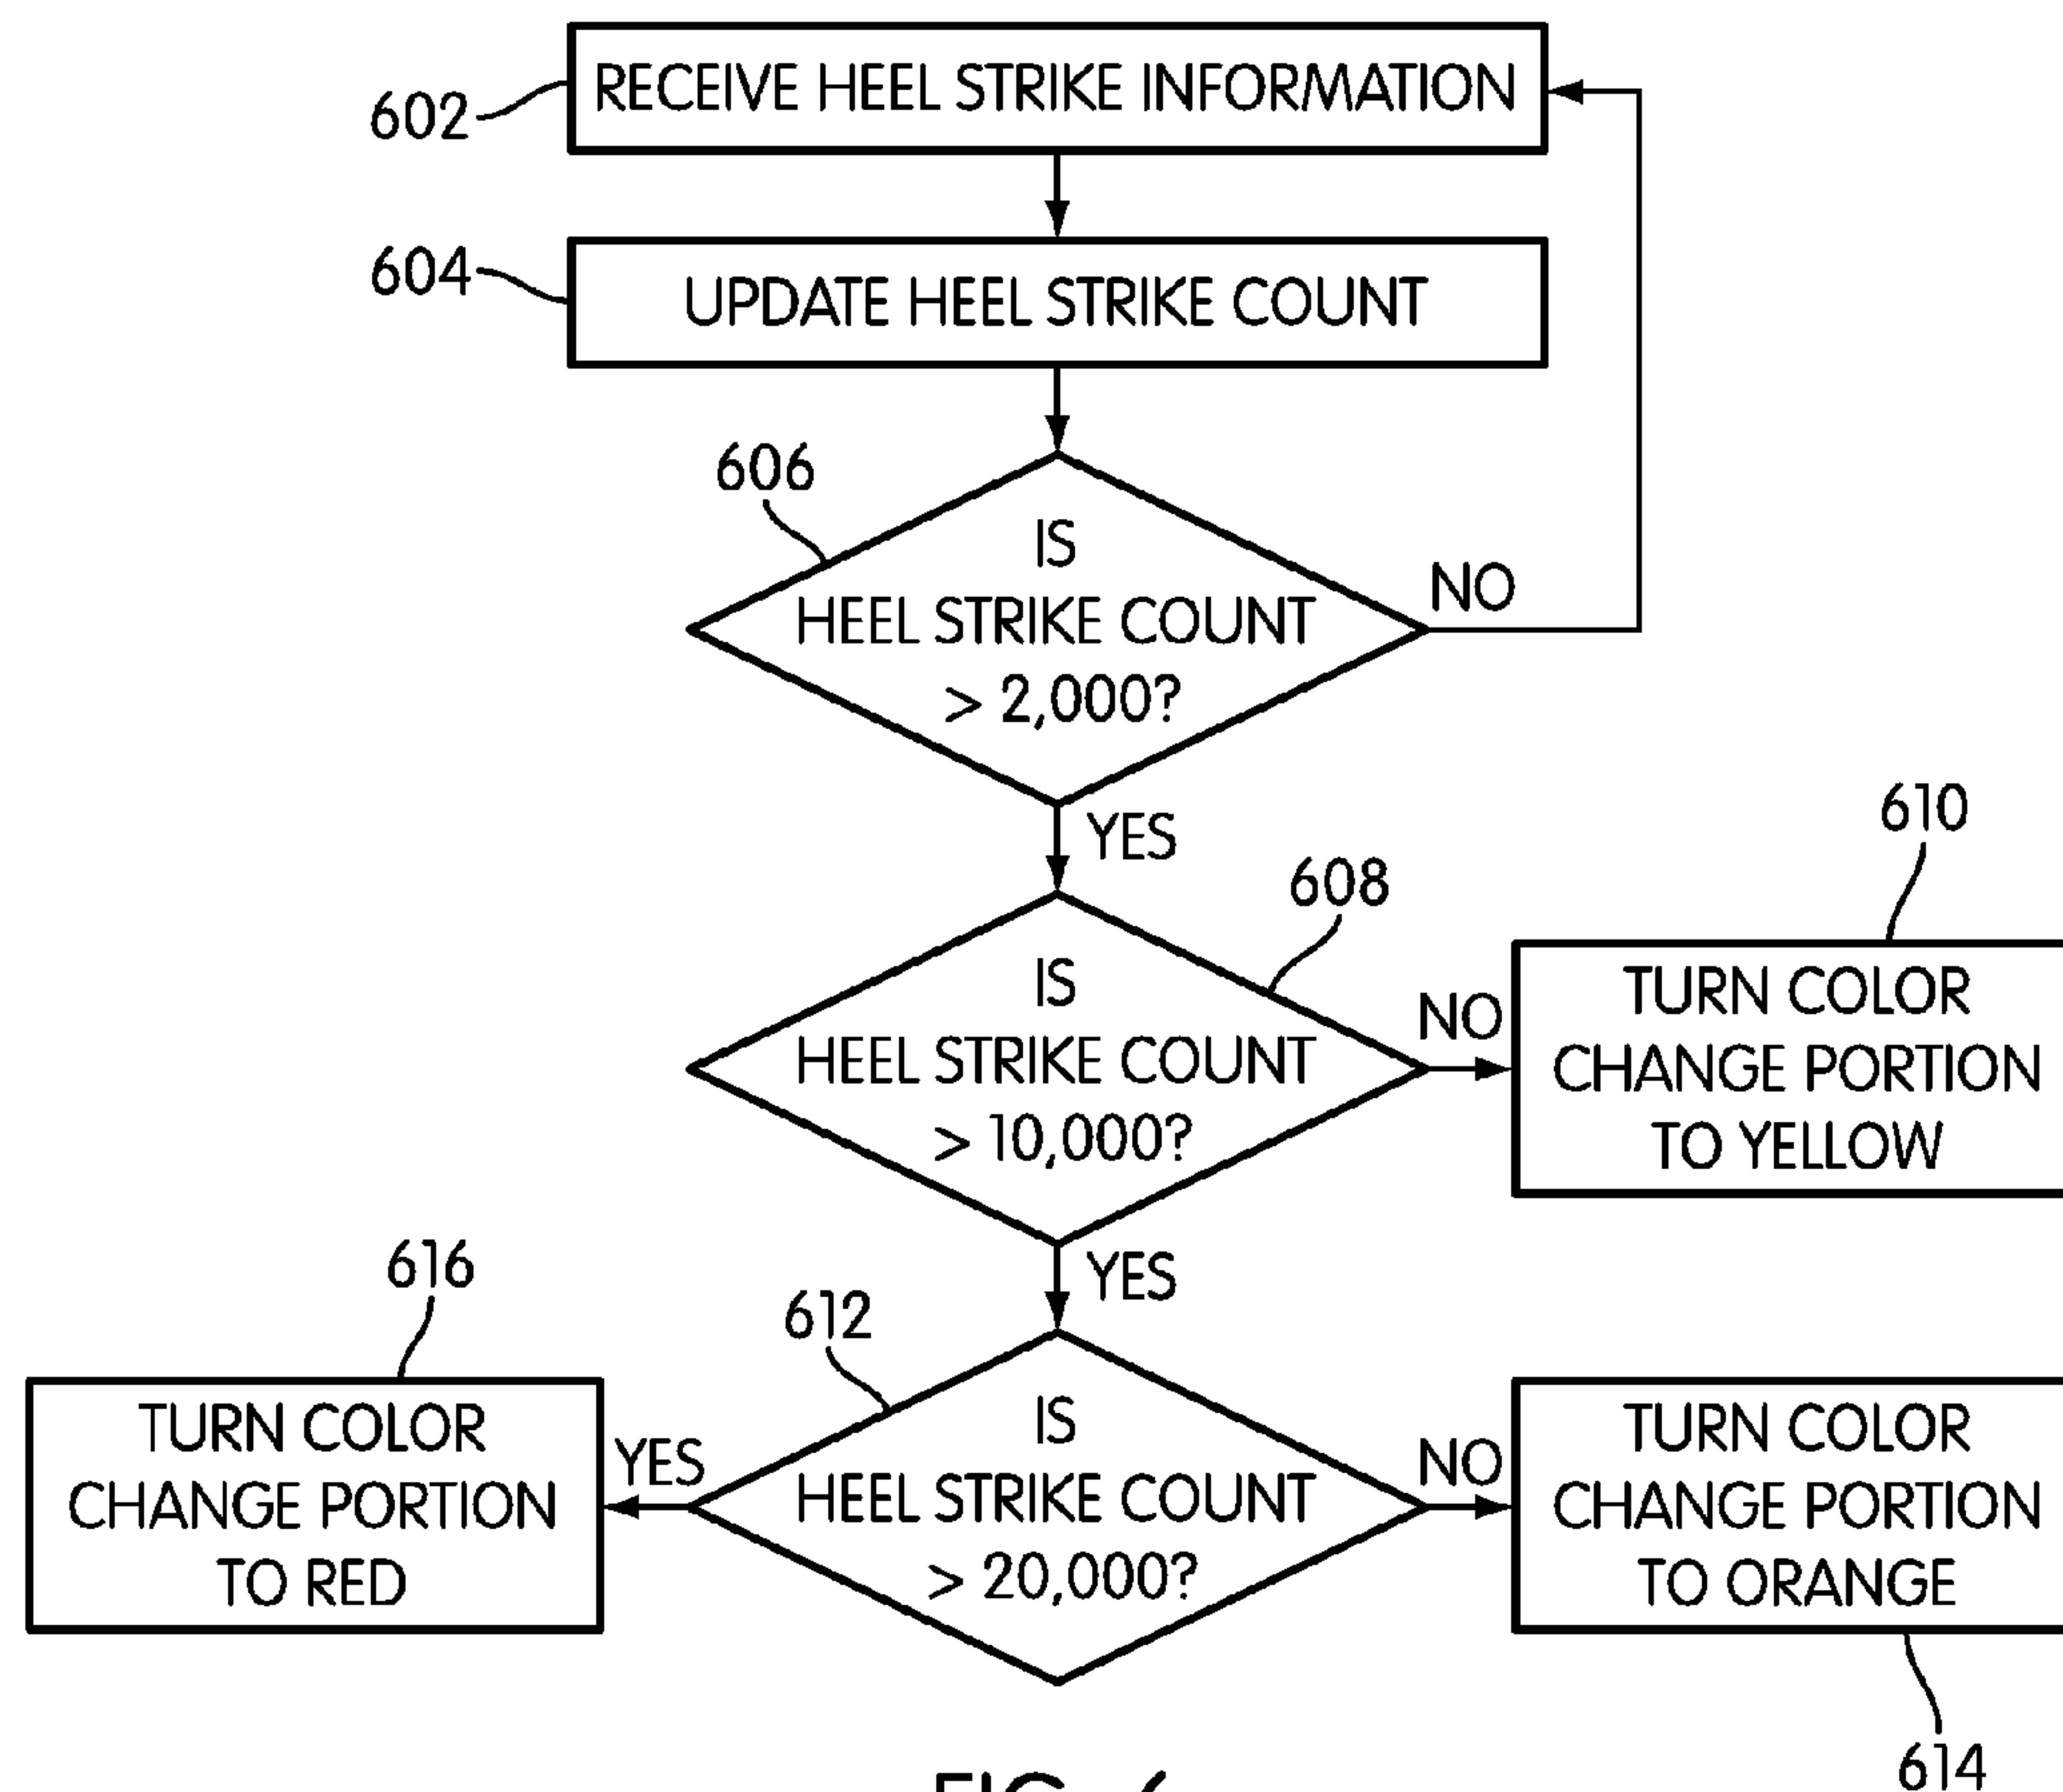 RECEIVE HEEL STRIKE INFORMATION
602
604
UPDATE HEEL STRIKE COUNT
606
IS
HEEL STRIKE COUNT
> 2,000?
NO
YES
608
610
IS
HEEL STRIKE COUNT
> 10,000?
NO
TURN COLOR
CHANGE PORTION
TO YELLOW
YES
616
612
TURN COLOR
CHANGE PORTION
TO RED
YES
IS
HEEL STRIKE COUNT
> 20,000?
NO
TURN COLOR
CHANGE PORTION
TO ORANGE
614